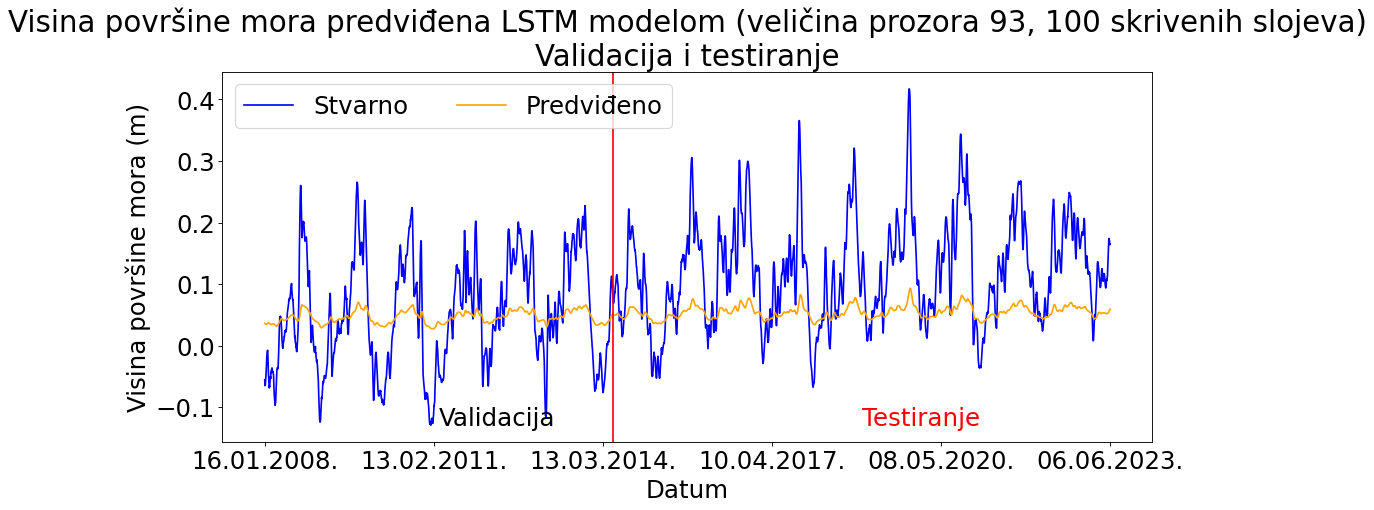 Visina površine mora predviđena LSTM modelom (veličina prozora 93, 100 skrivenih slojeva)
Validacija i testiranje
Stvarno
Predviđeno
Visina površine mora (m)
0.4
0.3
0.2
0.1
0.0
−0.1
Validacija
Testiranje
16.01.2008.
13.02.2011.
13.03.2014.
10.04.2017.
08.05.2020.
06.06.2023.
Datum